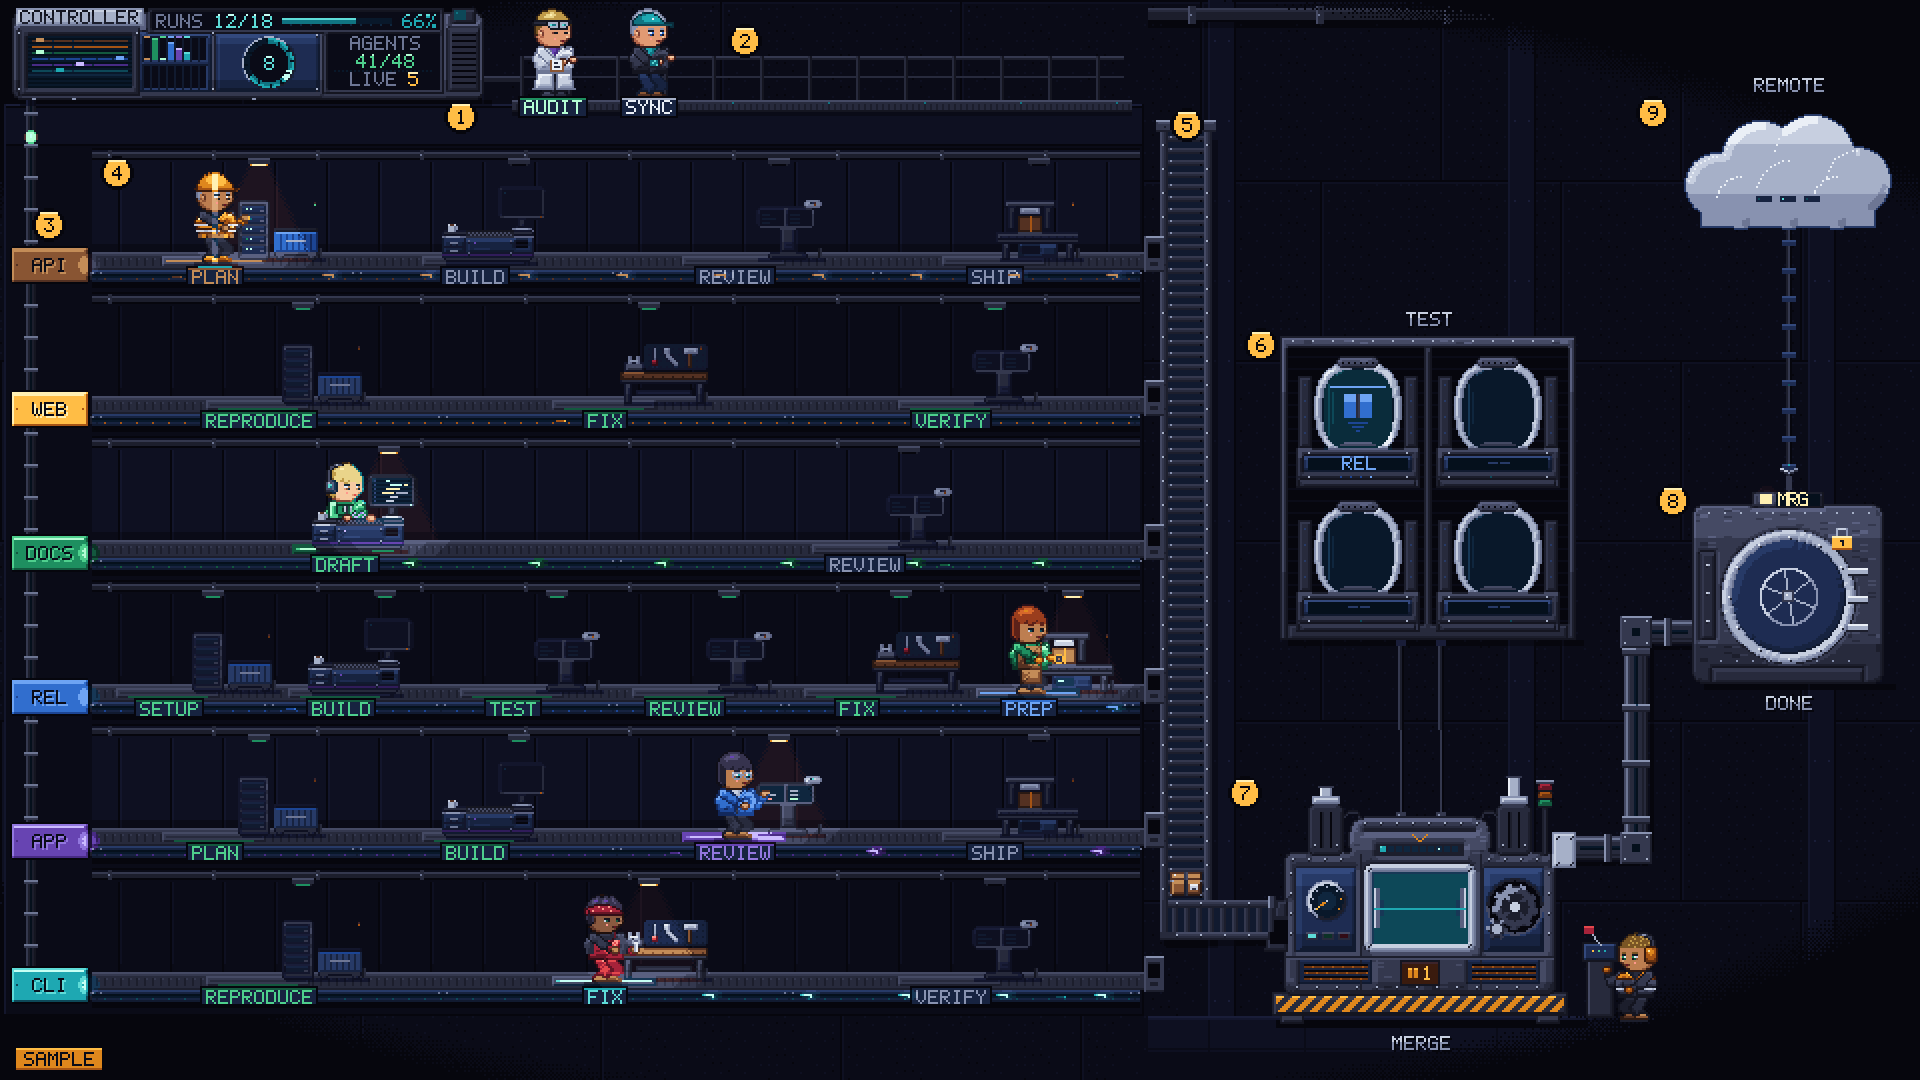 CONTROLLER
RUNS 12/18 66%
8
AGENTS
41/48
LIVE 5
AUDIT
SYNC
2
1
5
4
3
API
PLAN
BUILD
REVIEW
SHIP
WEB
REPRODUCE
FIX
VERIFY
DOCS
DRAFT
REVIEW
REL
SETUP
BUILD
TEST
REVIEW
FIX
PREP
APP
PLAN
BUILD
REVIEW
SHIP
CLI
REPRODUCE
FIX
VERIFY
SAMPLE
REMOTE
9
TEST
6
REL
--
--
--
8
MRG
1
DONE
7
1
MERGE